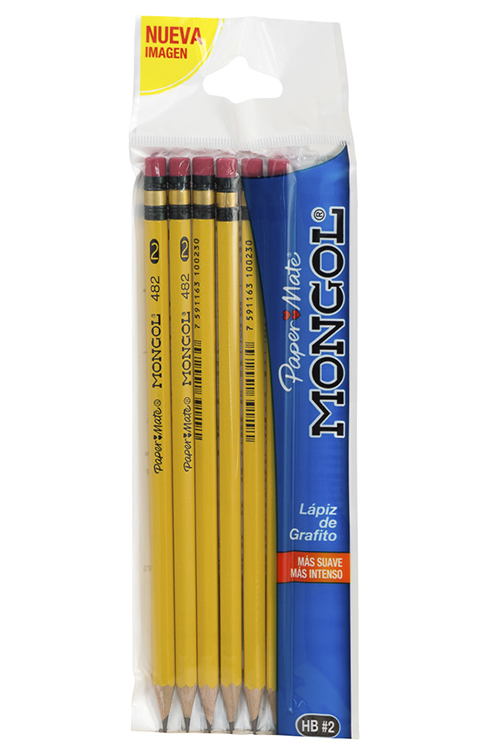 NUEVA
IMAGEN
Paper Mate®
MONGOL®
Lápiz
de
Grafito
MÁS SUAVE
MÁS INTENSO
HB #2
Paper Mate® MONGOL® 482 2
Paper Mate® MONGOL® 482 2
7 591163 100230
7 591163 100230